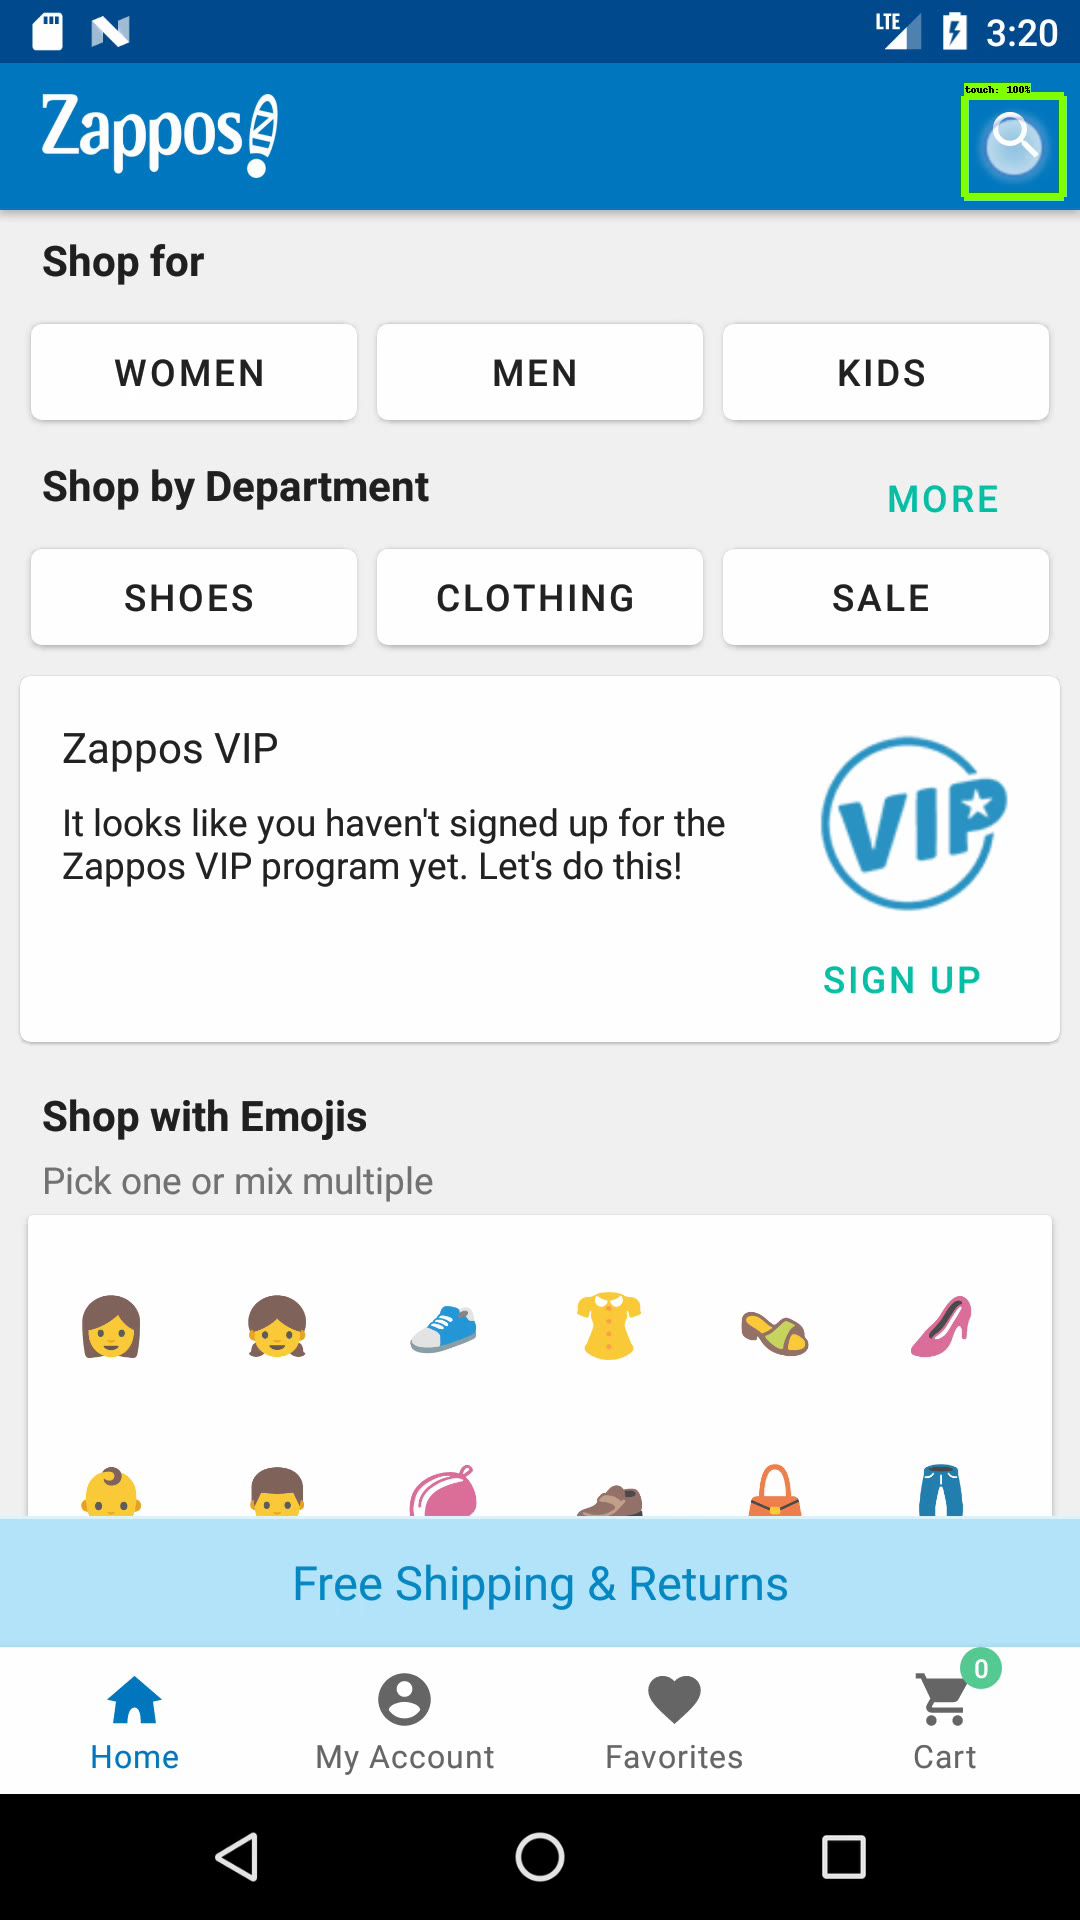 LTE 3:20
Zappos
touch: 100%
Shop for
WOMEN MEN KIDS
Shop by Department MORE
SHOES CLOTHING SALE
Zappos VIP
It looks like you haven't signed up for the
Zappos VIP program yet. Let's do this!
VIP
SIGN UP
Shop with Emojis
Pick one or mix multiple
Free Shipping & Returns
0
Home My Account Favorites Cart